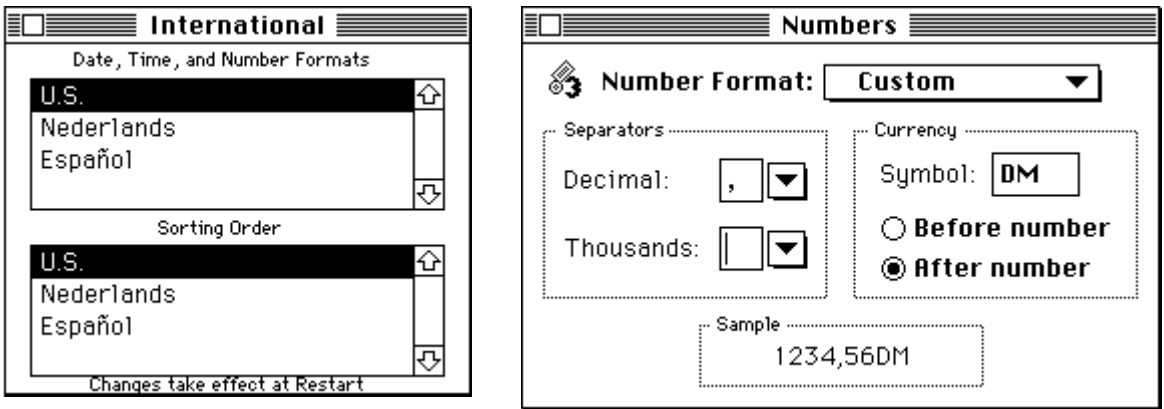 International
Date, Time, and Number Formats
U.S.
Nederlands
Español
Sorting Order
U.S.
Nederlands
Español
Changes take effect at Restart
Numbers
Number Format: Custom
Separators
Decimal: ,
Thousands:
Currency
Symbol: DM
Before number
After number
Sample
1234,56DM